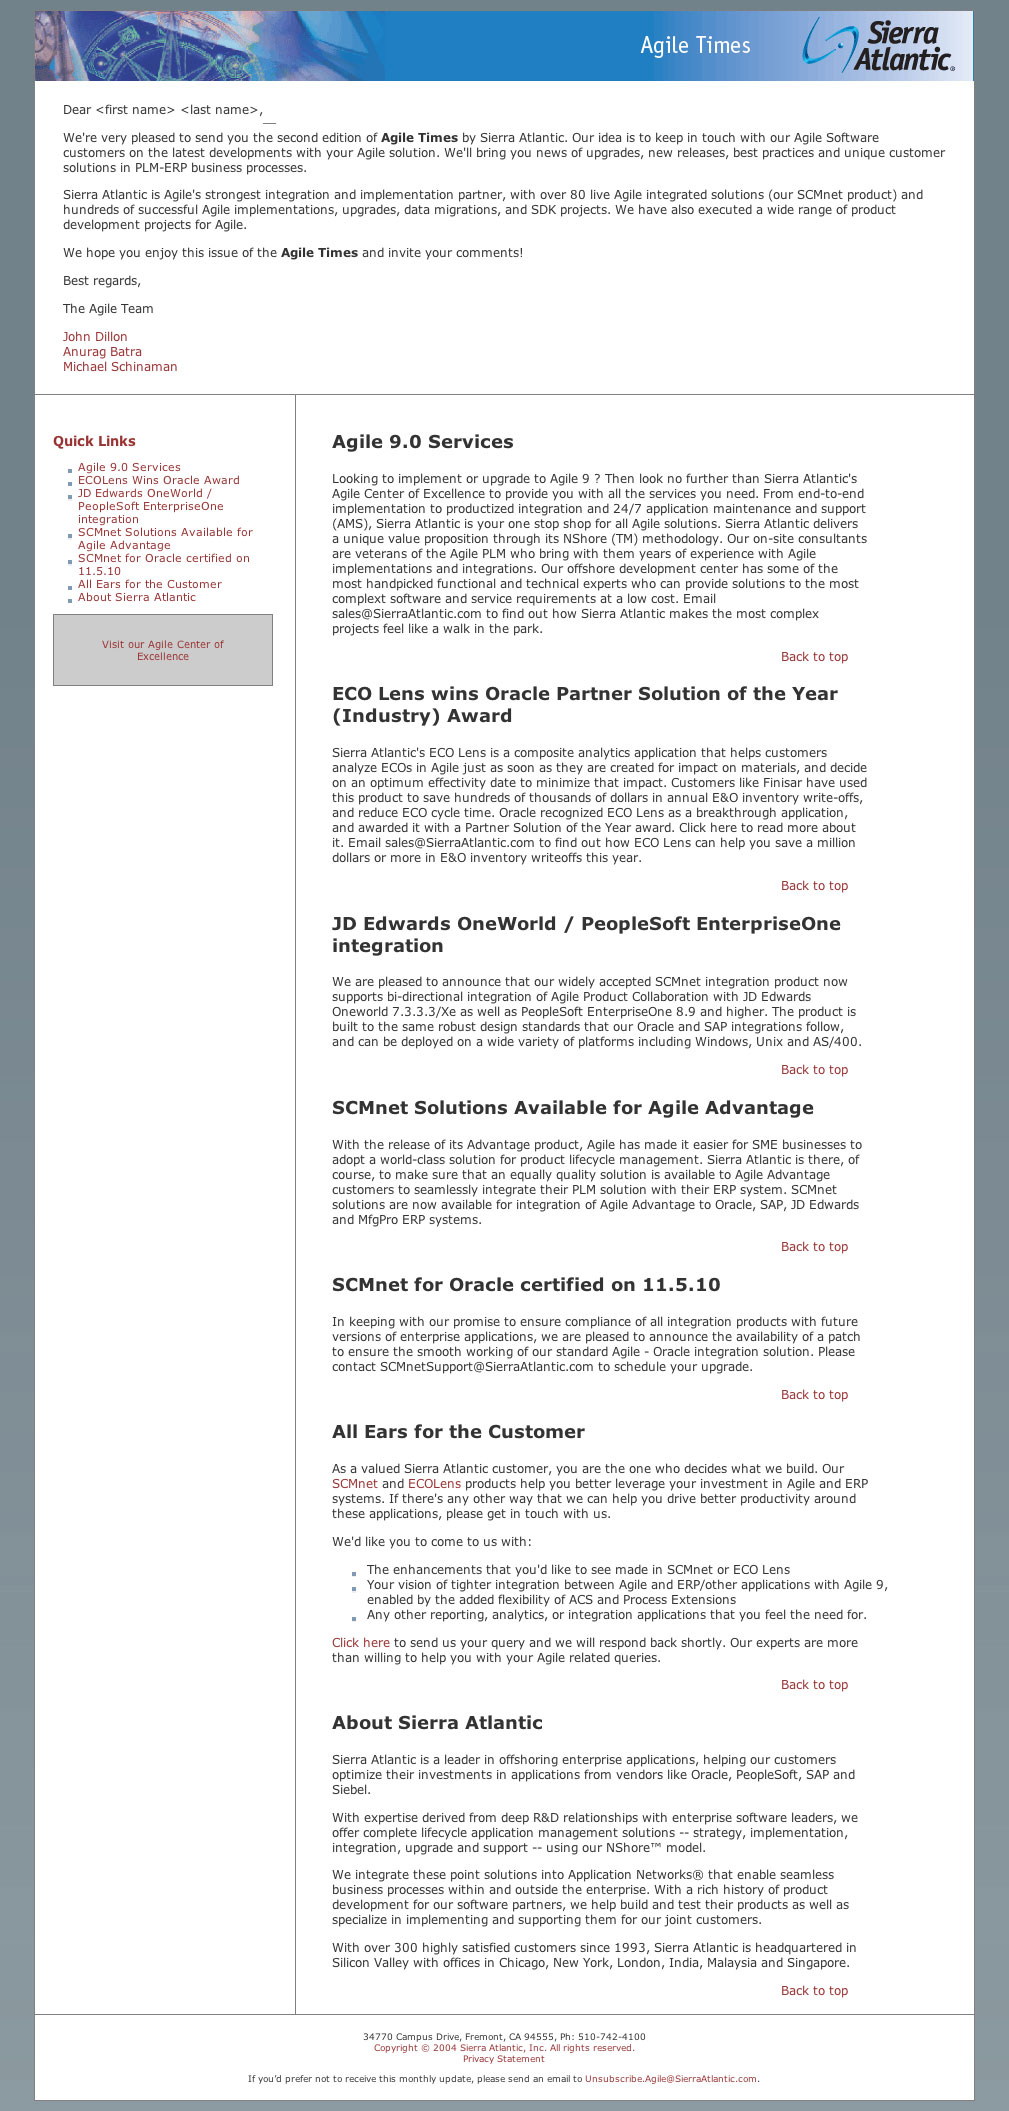 Agile Times
Sierra
Atlantic®
Dear <first name> <last name>,__
We're very pleased to send you the second edition of Agile Times by Sierra Atlantic. Our idea is to keep in touch with our Agile Software
customers on the latest developments with your Agile solution. We'll bring you news of upgrades, new releases, best practices and unique customer
solutions in PLM-ERP business processes.
Sierra Atlantic is Agile's strongest integration and implementation partner, with over 80 live Agile integrated solutions (our SCMnet product) and
hundreds of successful Agile implementations, upgrades, data migrations, and SDK projects. We have also executed a wide range of product
development projects for Agile.
We hope you enjoy this issue of the Agile Times and invite your comments!
Best regards,
The Agile Team
John Dillon
Anurag Batra
Michael Schinaman
Quick Links
Agile 9.0 Services
ECOLens Wins Oracle Award
JD Edwards OneWorld /
PeopleSoft EnterpriseOne
integration
SCMnet Solutions Available for
Agile Advantage
SCMnet for Oracle certified on
11.5.10
All Ears for the Customer
About Sierra Atlantic
Visit our Agile Center of
Excellence
Agile 9.0 Services
Looking to implement or upgrade to Agile 9 ? Then look no further than Sierra Atlantic's
Agile Center of Excellence to provide you with all the services you need. From end-to-end
implementation to productized integration and 24/7 application maintenance and support
(AMS), Sierra Atlantic is your one stop shop for all Agile solutions. Sierra Atlantic delivers
a unique value proposition through its NShore (TM) methodology. Our on-site consultants
are veterans of the Agile PLM who bring with them years of experience with Agile
implementations and integrations. Our offshore development center has some of the
most handpicked functional and technical experts who can provide solutions to the most
complext software and service requirements at a low cost. Email
sales@SierraAtlantic.com to find out how Sierra Atlantic makes the most complex
projects feel like a walk in the park.
Back to top
ECO Lens wins Oracle Partner Solution of the Year
(Industry) Award
Sierra Atlantic's ECO Lens is a composite analytics application that helps customers
analyze ECOs in Agile just as soon as they are created for impact on materials, and decide
on an optimum effectivity date to minimize that impact. Customers like Finisar have used
this product to save hundreds of thousands of dollars in annual E&O inventory write-offs,
and reduce ECO cycle time. Oracle recognized ECO Lens as a breakthrough application,
and awarded it with a Partner Solution of the Year award. Click here to read more about
it. Email sales@SierraAtlantic.com to find out how ECO Lens can help you save a million
dollars or more in E&O inventory writeoffs this year.
Back to top
JD Edwards OneWorld / PeopleSoft EnterpriseOne
integration
We are pleased to announce that our widely accepted SCMnet integration product now
supports bi-directional integration of Agile Product Collaboration with JD Edwards
Oneworld 7.3.3.3/Xe as well as PeopleSoft EnterpriseOne 8.9 and higher. The product is
built to the same robust design standards that our Oracle and SAP integrations follow,
and can be deployed on a wide variety of platforms including Windows, Unix and AS/400.
Back to top
SCMnet Solutions Available for Agile Advantage
With the release of its Advantage product, Agile has made it easier for SME businesses to
adopt a world-class solution for product lifecycle management. Sierra Atlantic is there, of
course, to make sure that an equally quality solution is available to Agile Advantage
customers to seamlessly integrate their PLM solution with their ERP system. SCMnet
solutions are now available for integration of Agile Advantage to Oracle, SAP, JD Edwards
and MfgPro ERP systems.
Back to top
SCMnet for Oracle certified on 11.5.10
In keeping with our promise to ensure compliance of all integration products with future
versions of enterprise applications, we are pleased to announce the availability of a patch
to ensure the smooth working of our standard Agile - Oracle integration solution. Please
contact SCMnetSupport@SierraAtlantic.com to schedule your upgrade.
Back to top
All Ears for the Customer
As a valued Sierra Atlantic customer, you are the one who decides what we build. Our
SCMnet and ECOLens products help you better leverage your investment in Agile and ERP
systems. If there's any other way that we can help you drive better productivity around
these applications, please get in touch with us.
We'd like you to come to us with:
The enhancements that you'd like to see made in SCMnet or ECO Lens
Your vision of tighter integration between Agile and ERP/other applications with Agile 9,
enabled by the added flexibility of ACS and Process Extensions
Any other reporting, analytics, or integration applications that you feel the need for.
Click here to send us your query and we will respond back shortly. Our experts are more
than willing to help you with your Agile related queries.
Back to top
About Sierra Atlantic
Sierra Atlantic is a leader in offshoring enterprise applications, helping our customers
optimize their investments in applications from vendors like Oracle, PeopleSoft, SAP and
Siebel.
With expertise derived from deep R&D relationships with enterprise software leaders, we
offer complete lifecycle application management solutions -- strategy, implementation,
integration, upgrade and support -- using our NShore™ model.
We integrate these point solutions into Application Networks® that enable seamless
business processes within and outside the enterprise. With a rich history of product
development for our software partners, we help build and test their products as well as
specialize in implementing and supporting them for our joint customers.
With over 300 highly satisfied customers since 1993, Sierra Atlantic is headquartered in
Silicon Valley with offices in Chicago, New York, London, India, Malaysia and Singapore.
Back to top
34770 Campus Drive, Fremont, CA 94555, Ph: 510-742-4100
Copyright © 2004 Sierra Atlantic, Inc. All rights reserved.
Privacy Statement
If you'd prefer not to receive this monthly update, please send an email to Unsubscribe.Agile@SierraAtlantic.com.